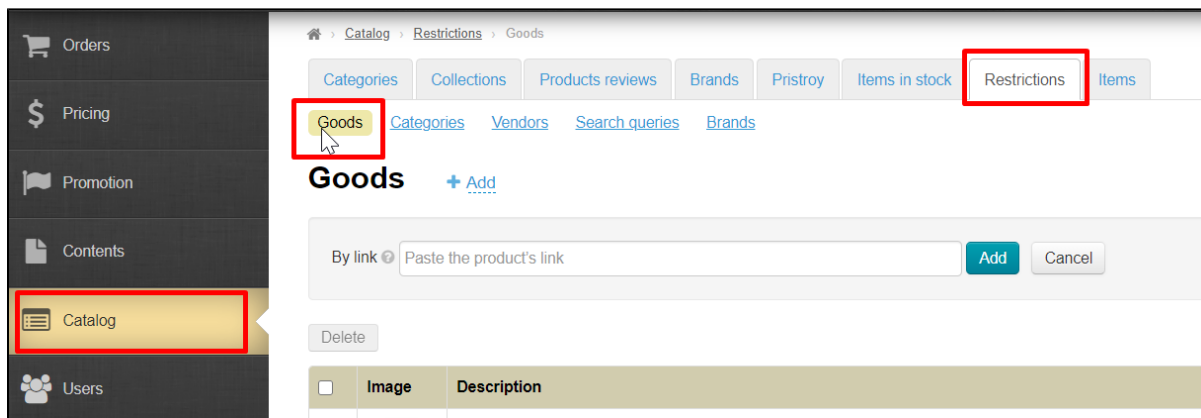 Orders
Pricing
Promotion
Contents
Catalog
Users
Catalog Restrictions Goods
Categories Collections Products reviews Brands Pristroy Items in stock Restrictions Items
Goods Categories Vendors Search queries Brands
Goods + Add
By link ? Paste the product's link Add Cancel
Delete
Image Description